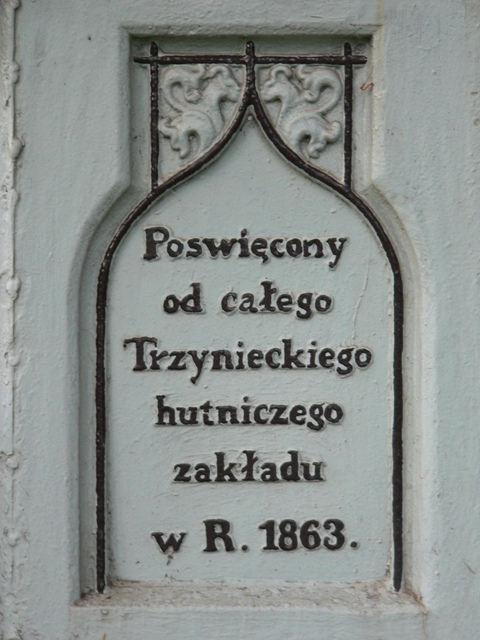 Poswięcony
od całego
Trzynieckiego
hutniczego
zakładu
w R. 1863.